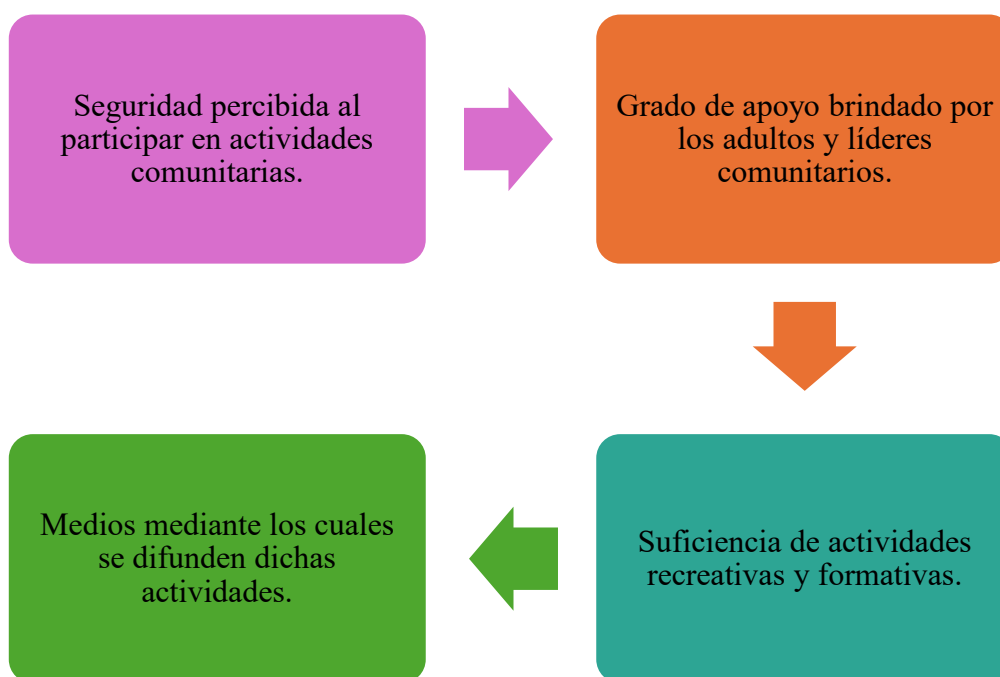 Seguridad percibida al
participar en actividades
comunitarias.
Grado de apoyo brindado por
los adultos y líderes
comunitarios.
Suficiencia de actividades
recreativas y formativas.
Medios mediante los cuales
se difunden dichas
actividades.